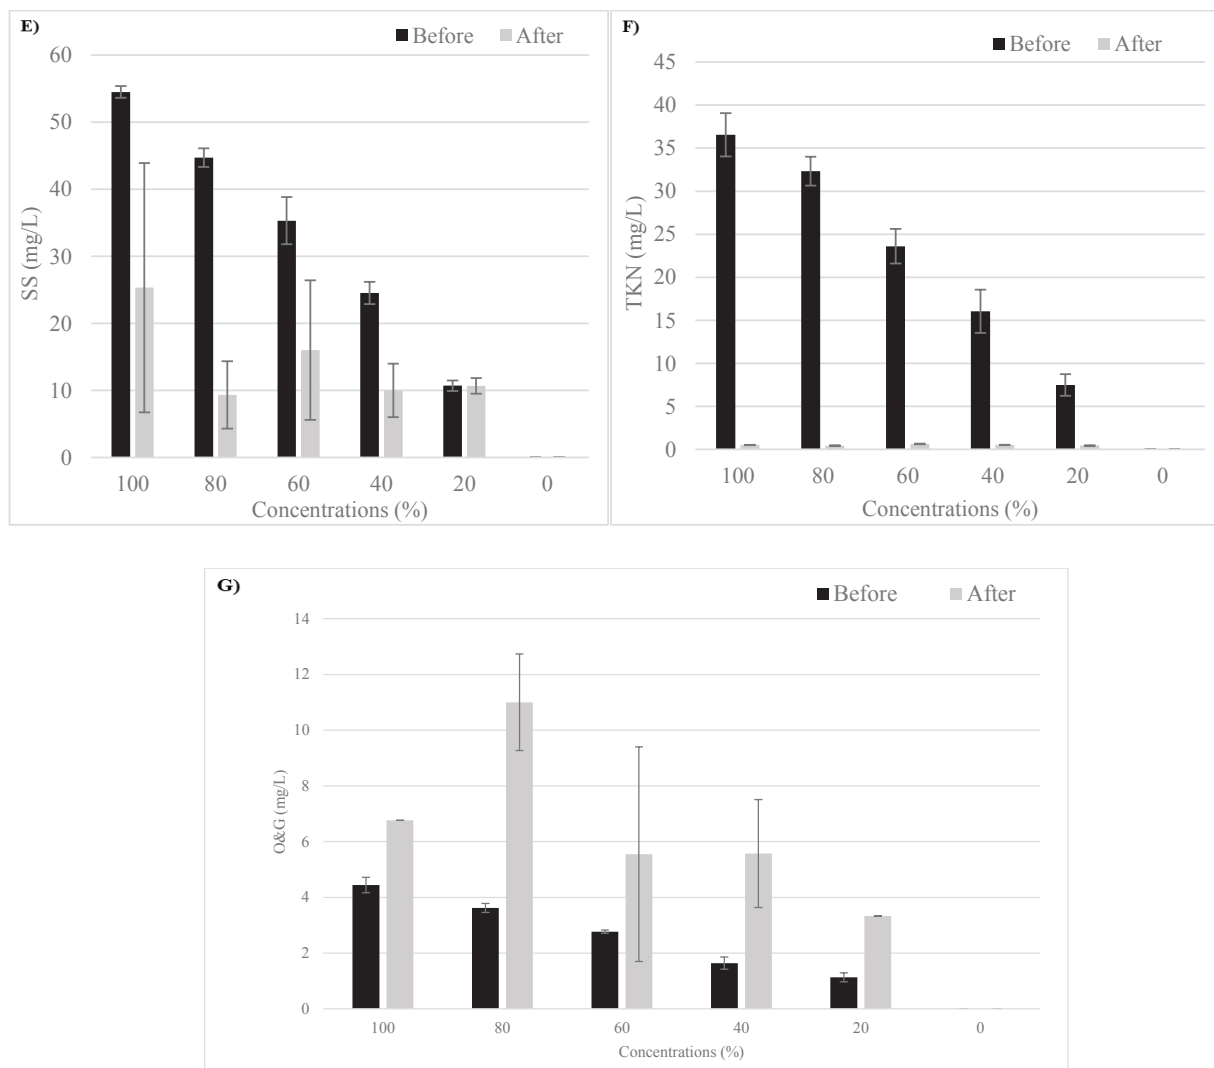 E)
Before After
60
50
40
30
20
10
0
SS (mg/L)
100 80 60 40 20 0
Concentrations (%)
F)
Before After
45
40
35
30
25
20
15
10
5
0
TKN (mg/L)
100 80 60 40 20 0
Concentrations (%)
G)
Before After
14
12
10
8
6
4
2
0
O&G (mg/L)
100 80 60 40 20 0
Concentrations (%)